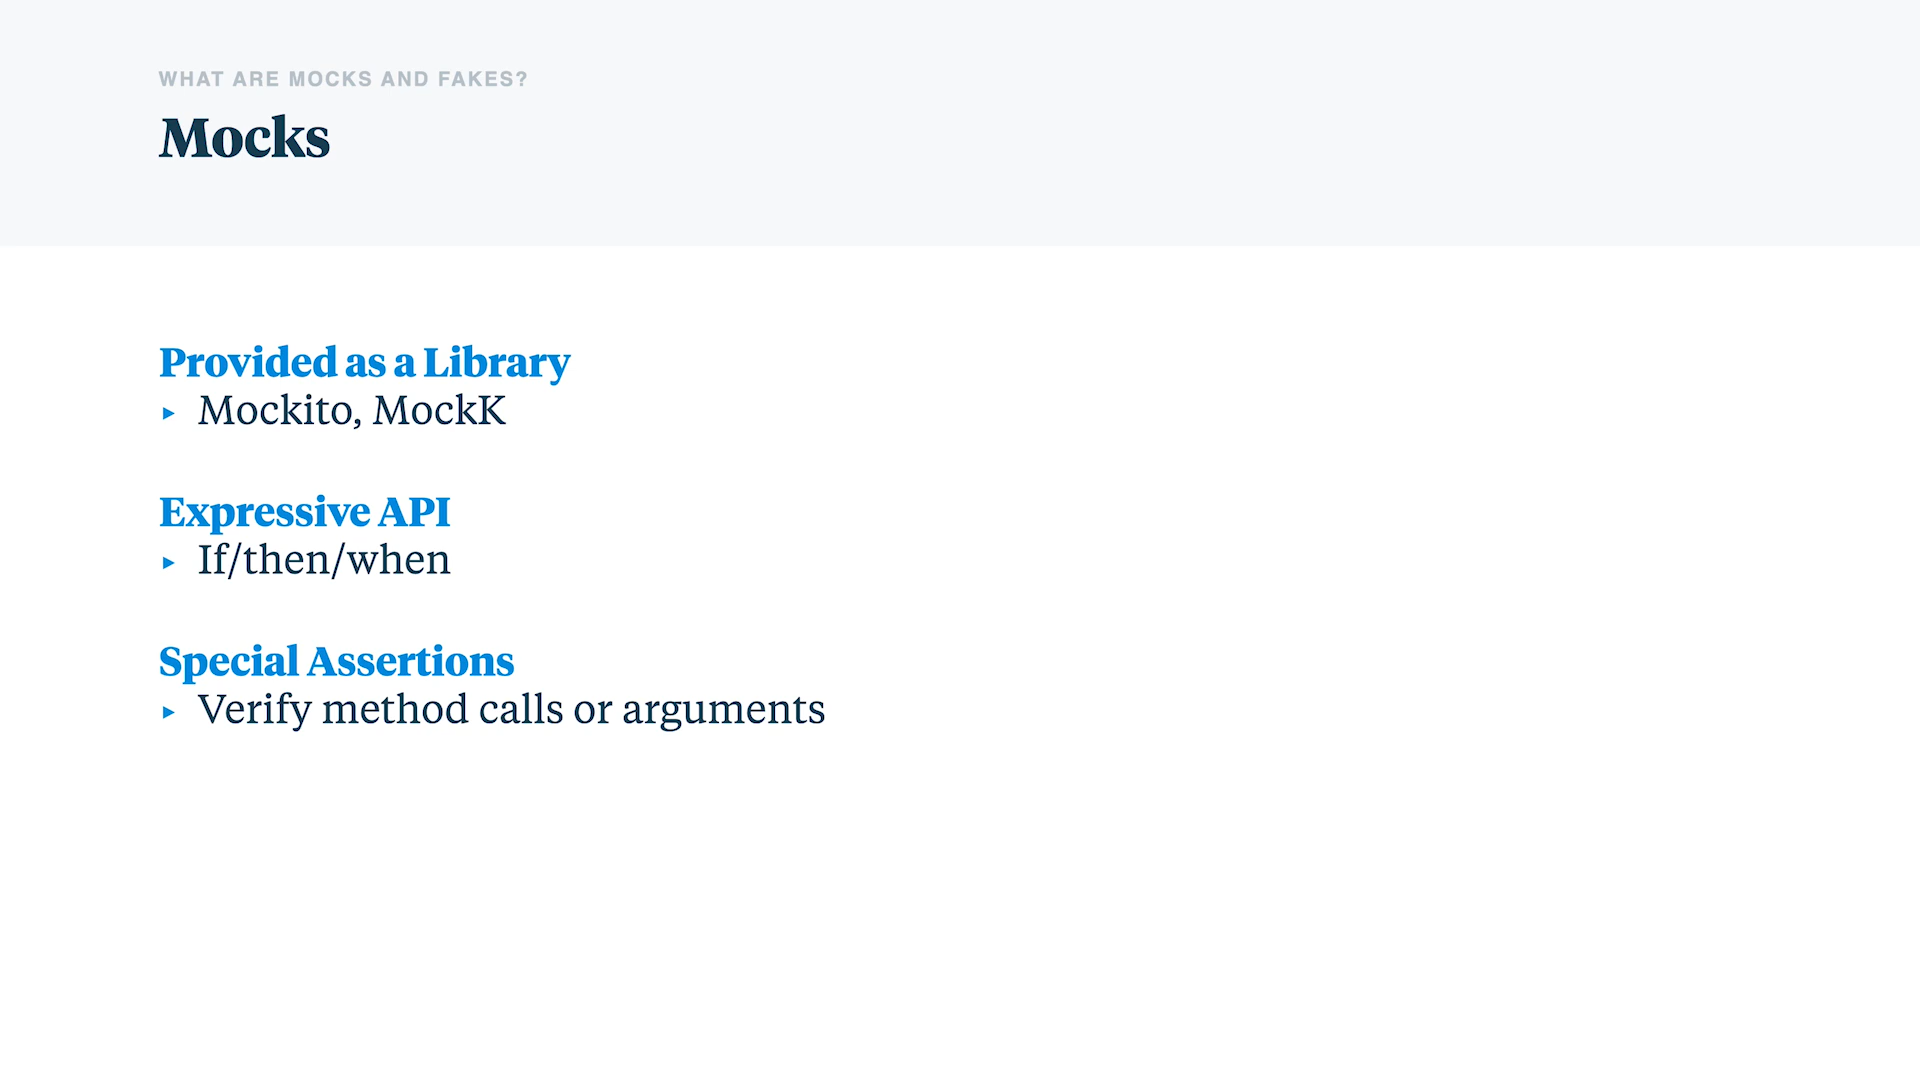 WHAT ARE MOCKS AND FAKES?
Mocks
Provided as a Library
▸ Mockito, MockK
Expressive API
▸ If/then/when
Special Assertions
▸ Verify method calls or arguments